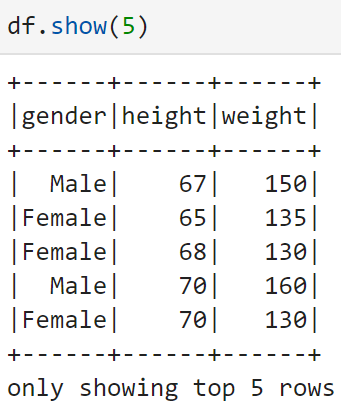 df.show(5)
+------+------+------+
|gender|height|weight|
+------+------+------+
|  Male|    67|   150|
|Female|    65|   135|
|Female|    68|   130|
|  Male|    70|   160|
|Female|    70|   130|
+------+------+------+
only showing top 5 rows